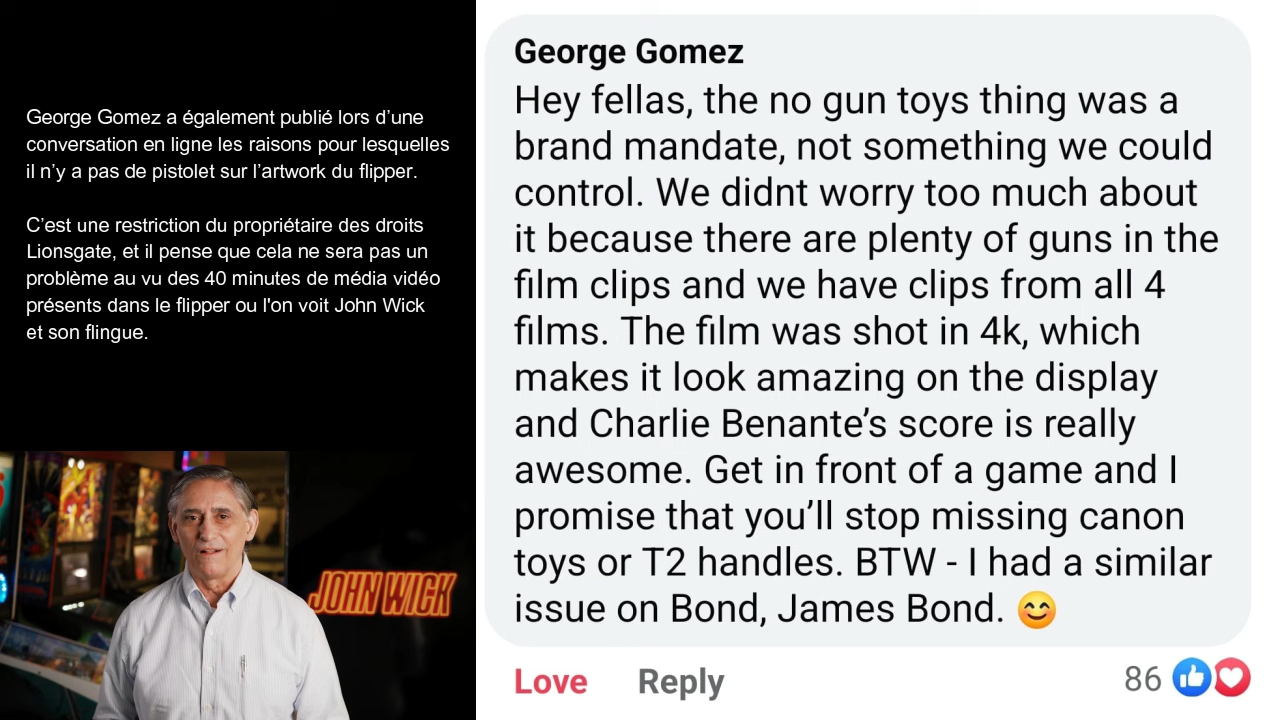 George Gomez a également publié lors d’une
conversation en ligne les raisons pour lesquelles
il n’y a pas de pistolet sur l’artwork du flipper.
C’est une restriction du propriétaire des droits
Lionsgate, et il pense que cela ne sera pas un
problème au vu des 40 minutes de média vidéo
présents dans le flipper ou l'on voit John Wick
et son flingue.
JOHN WICK
George Gomez
Hey fellas, the no gun toys thing was a
brand mandate, not something we could
control. We didnt worry too much about
it because there are plenty of guns in the
film clips and we have clips from all 4
films. The film was shot in 4k, which
makes it look amazing on the display
and Charlie Benante’s score is really
awesome. Get in front of a game and I
promise that you’ll stop missing canon
toys or T2 handles. BTW - I had a similar
issue on Bond, James Bond. 😊
Love Reply 86